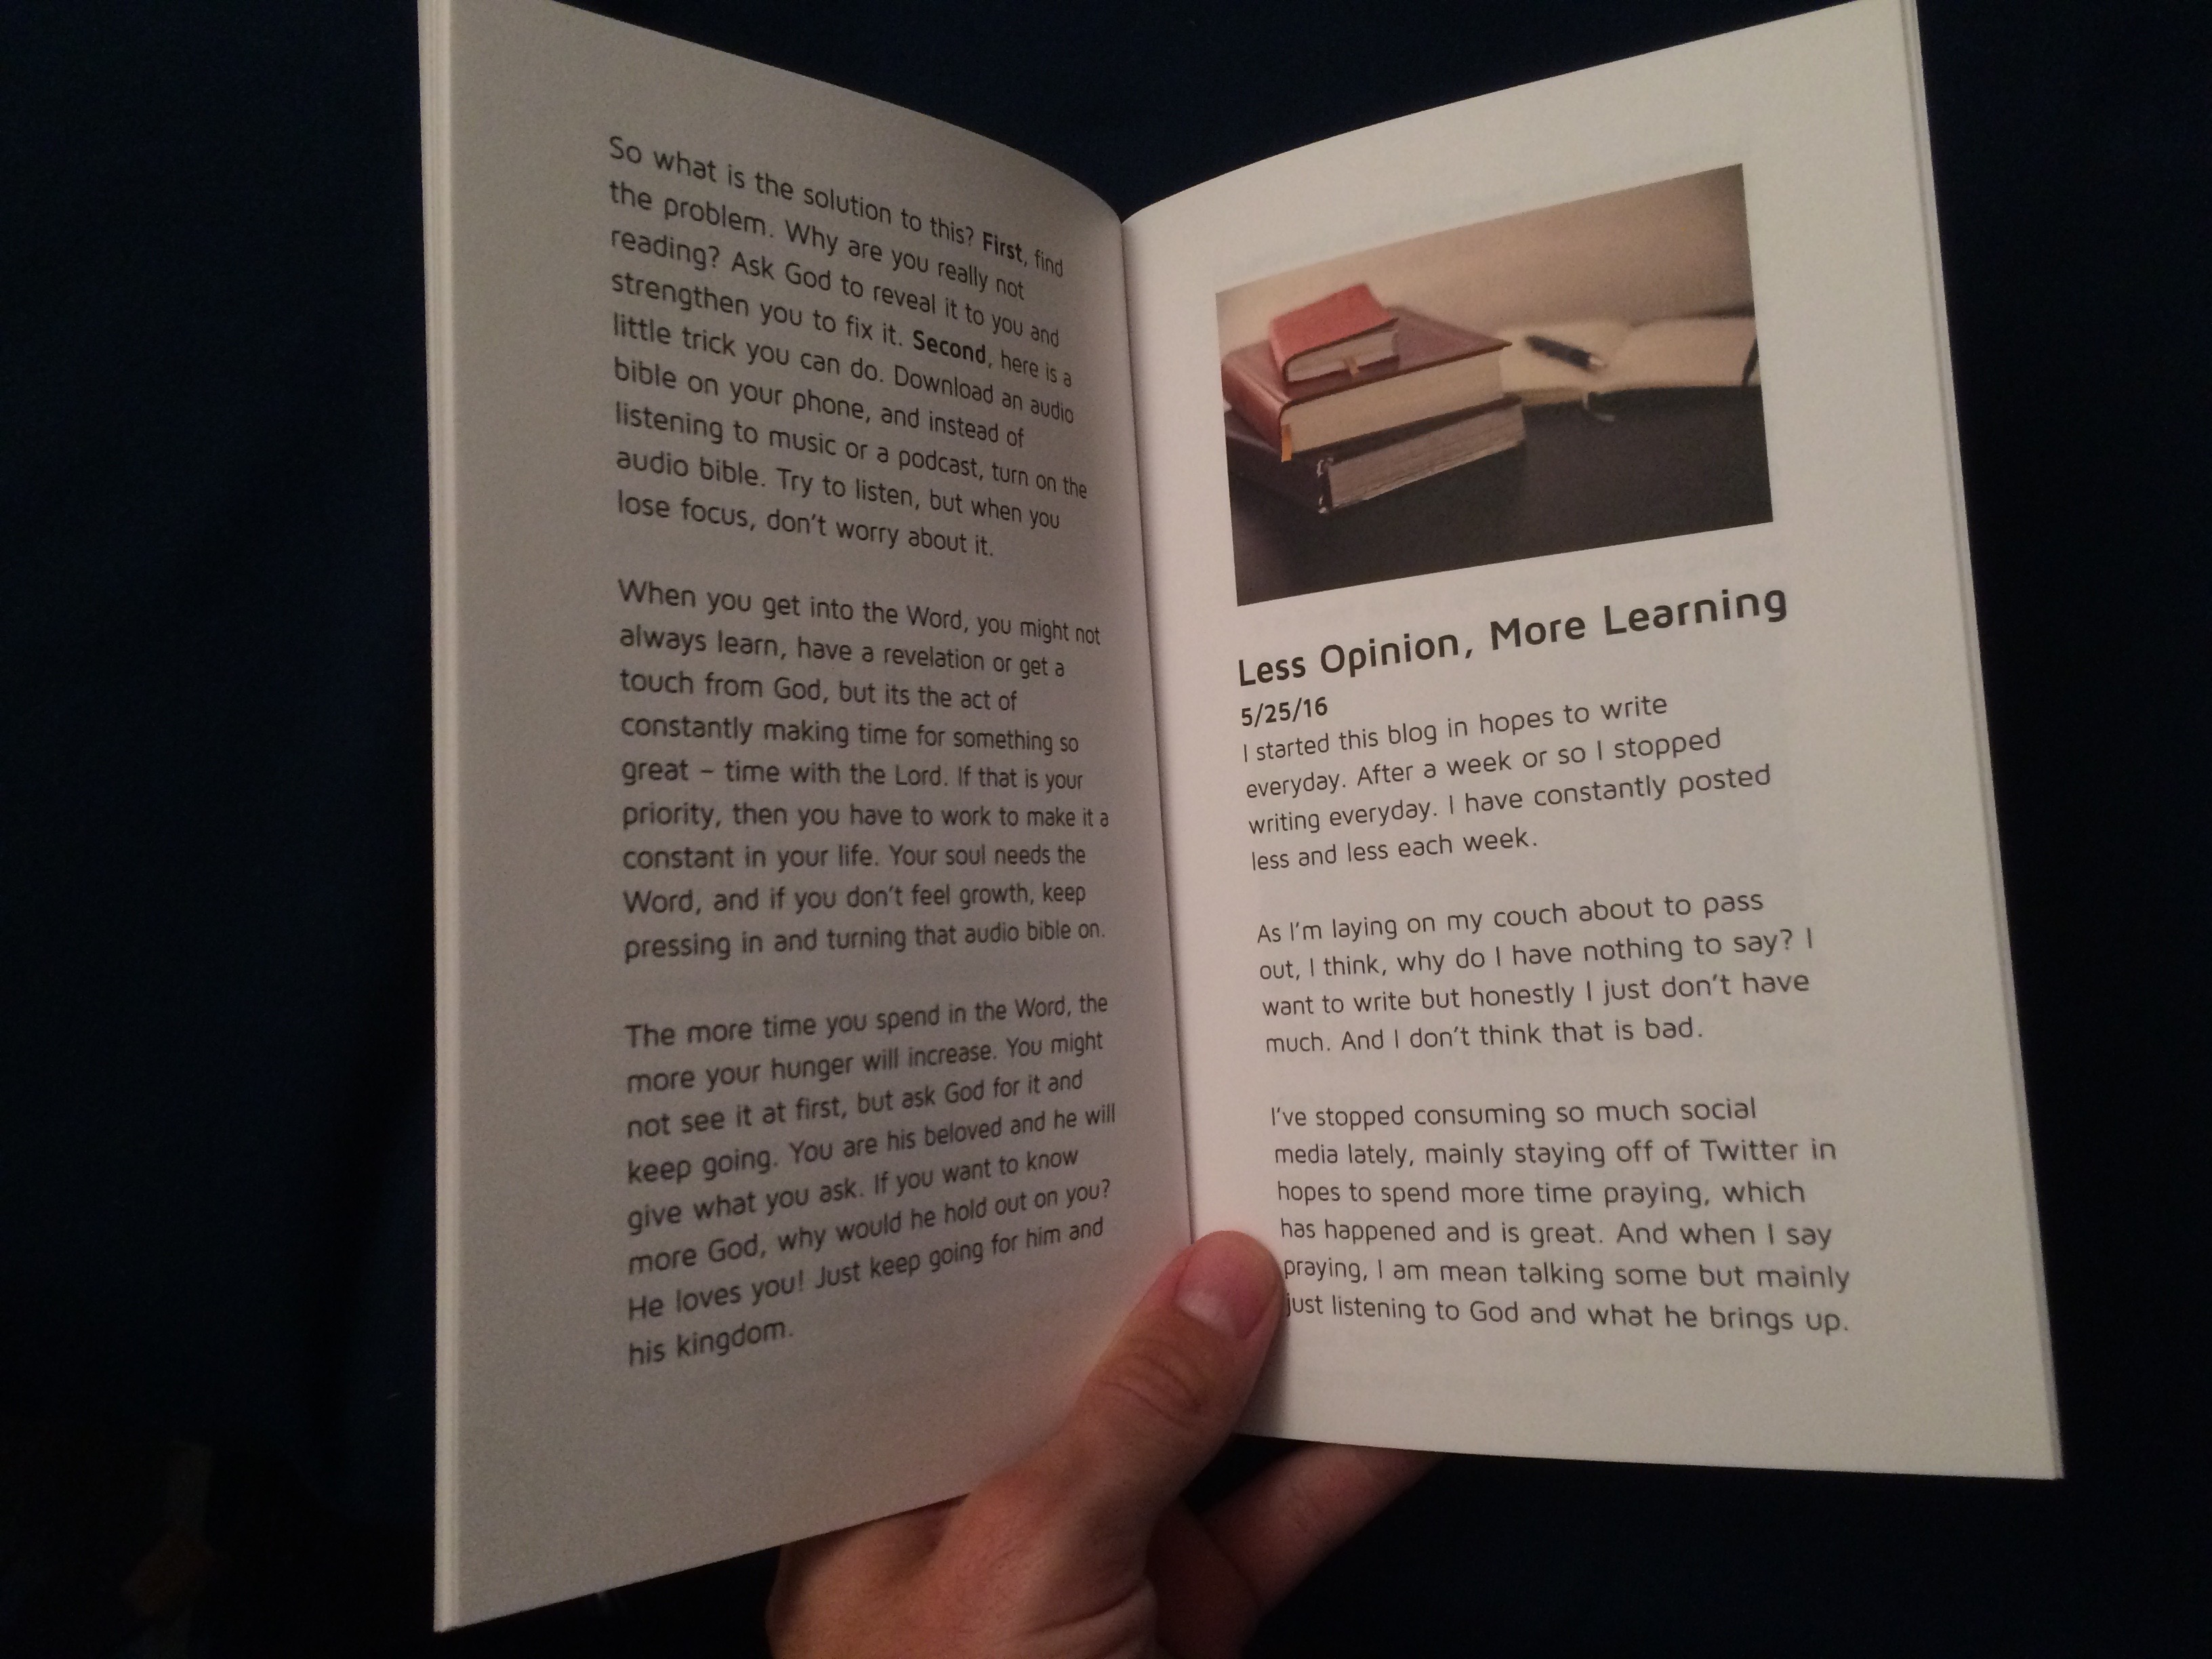 So what is the solution to this? First, find
the problem. Why are you really not
reading? Ask God to reveal it to you and
strengthen you to fix it. Second, here is a
little trick you can do. Download an audio
bible on your phone, and instead of
listening to music or a podcast, turn on the
audio bible. Try to listen, but when you
lose focus, don't worry about it.
When you get into the Word, you might not
always learn, have a revelation or get a
touch from God, but its the act of
constantly making time for something so
great – time with the Lord. If that is your
priority, then you have to work to make it a
constant in your life. Your soul needs the
Word, and if you don't feel growth, keep
pressing in and turning that audio bible on.
The more time you spend in the Word, the
more your hunger will increase. You might
not see it at first, but ask God for it and
keep going. You are his beloved and he will
give what you ask. If you want to know
more God, why would he hold out on you?
He loves you! Just keep going for him and
his kingdom.
Less Opinion, More Learning
5/25/16
I started this blog in hopes to write
everyday. After a week or so I stopped
writing everyday. I have constantly posted
less and less each week.
As I'm laying on my couch about to pass
out, I think, why do I have nothing to say? I
want to write but honestly I just don't have
much. And I don't think that is bad.
I've stopped consuming so much social
media lately, mainly staying off of Twitter in
hopes to spend more time praying, which
has happened and is great. And when I say
praying, I am mean talking some but mainly
just listening to God and what he brings up.